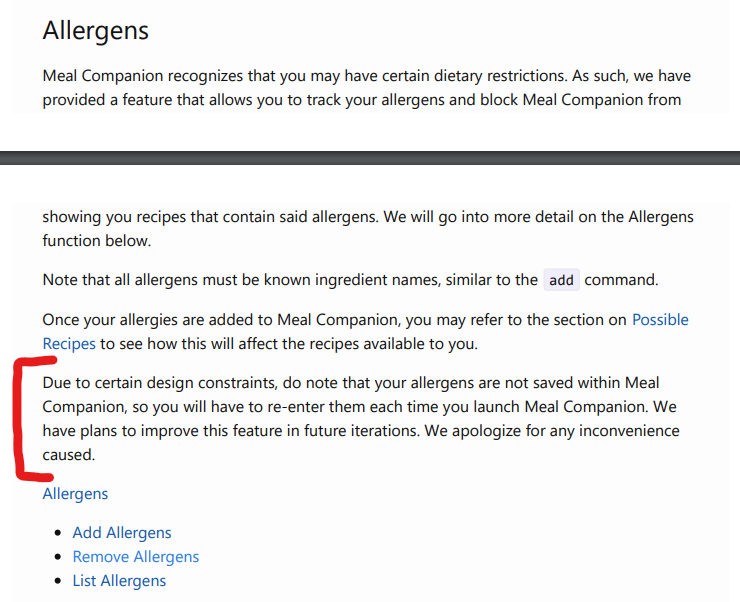 Allergens
Meal Companion recognizes that you may have certain dietary restrictions. As such, we have
provided a feature that allows you to track your allergens and block Meal Companion from
showing you recipes that contain said allergens. We will go into more detail on the Allergens
function below.
Note that all allergens must be known ingredient names, similar to the add command.
Once your allergies are added to Meal Companion, you may refer to the section on Possible
Recipes to see how this will affect the recipes available to you.
Due to certain design constraints, do note that your allergens are not saved within Meal
Companion, so you will have to re-enter them each time you launch Meal Companion. We
have plans to improve this feature in future iterations. We apologize for any inconvenience
caused.
Allergens
Add Allergens
Remove Allergens
List Allergens